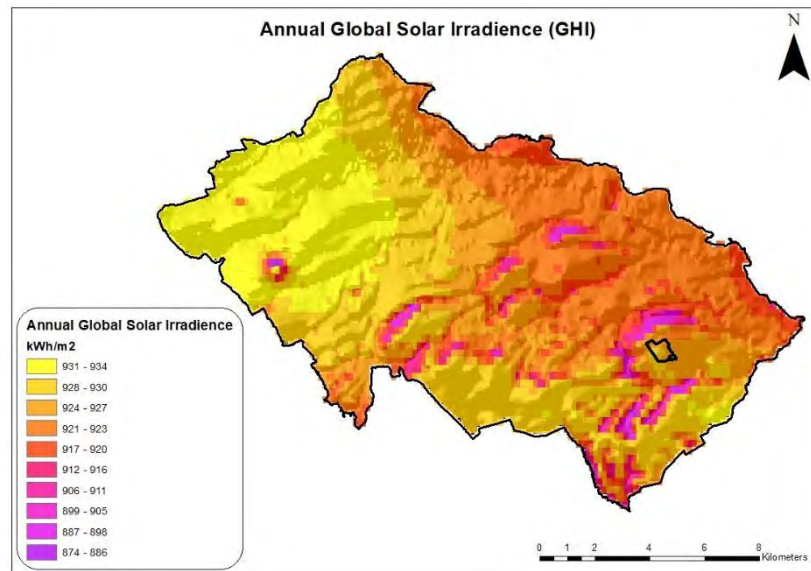 Annual Global Solar Irradience (GHI)
N
Annual Global Solar Irradience
kWh/m2
931 - 934
928 - 930
924 - 927
921 - 923
917 - 920
912 - 916
906 - 911
899 - 905
887 - 898
874 - 886
0 1 2 4 6 8
Kilometers